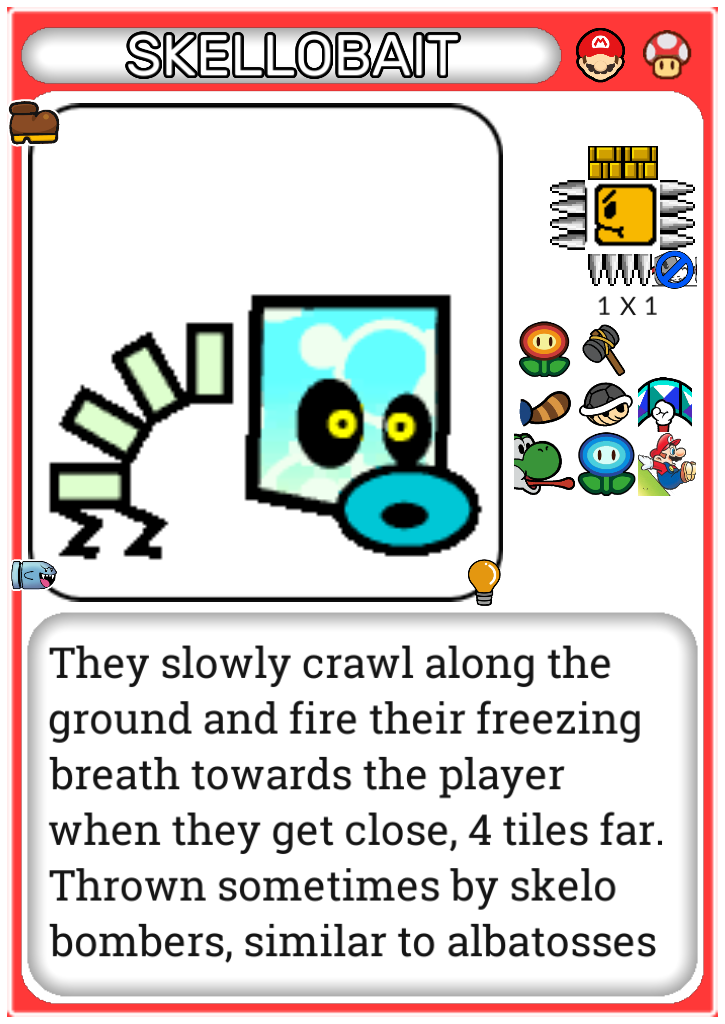 SKELLOBAIT
M
1 X 1
They slowly crawl along the
ground and fire their freezing
breath towards the player
when they get close, 4 tiles far.
Thrown sometimes by skelo
bombers, similar to albatosses